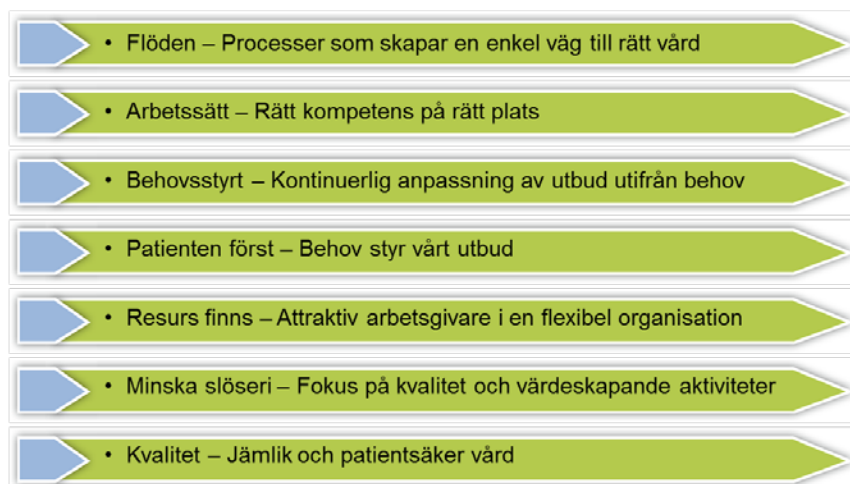 • Flöden – Processer som skapar en enkel väg till rätt vård
• Arbetssätt – Rätt kompetens på rätt plats
• Behovsstyrt – Kontinuerlig anpassning av utbud utifrån behov
• Patienten först – Behov styr vårt utbud
• Resurs finns – Attraktiv arbetsgivare i en flexibel organisation
• Minska slöseri – Fokus på kvalitet och värdeskapande aktiviteter
• Kvalitet – Jämlik och patientsäker vård